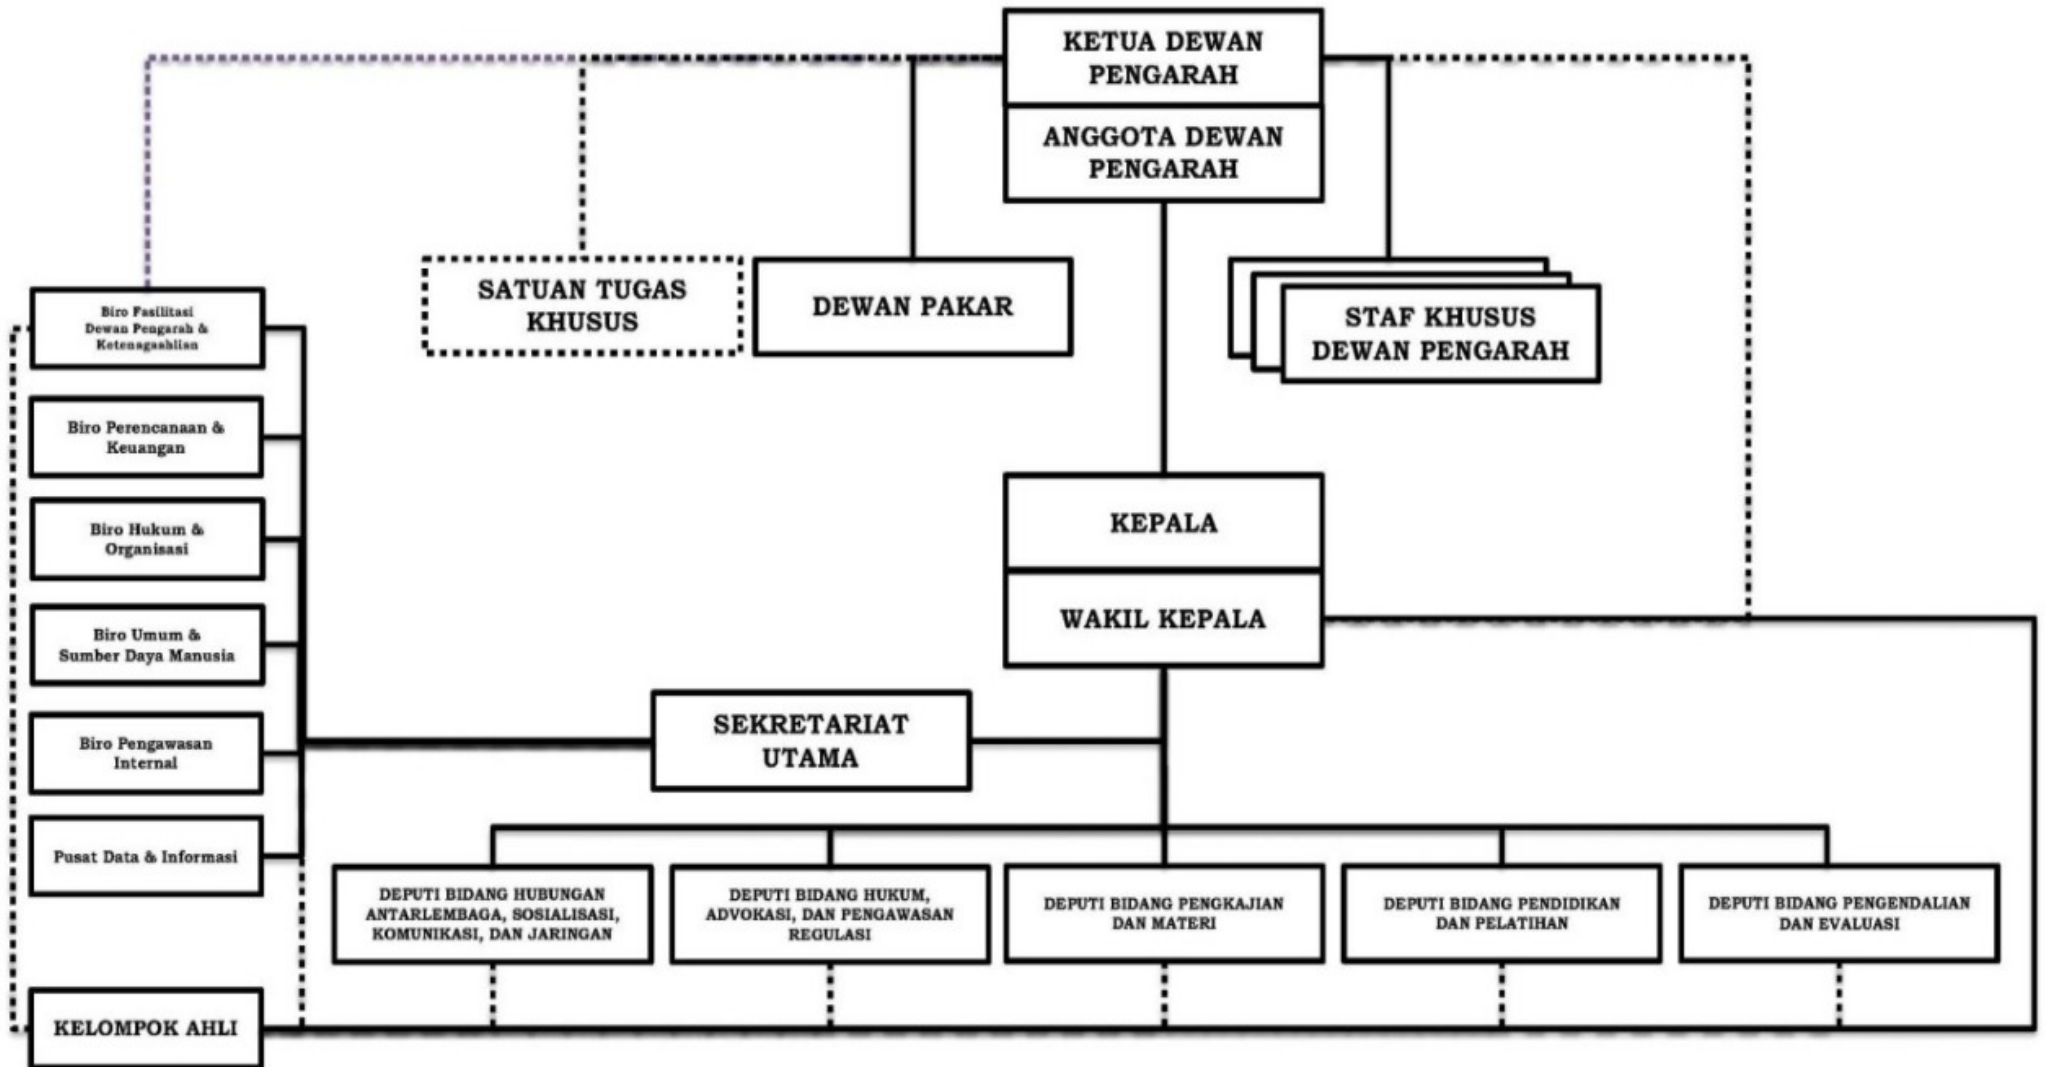 KETUA DEWAN
PENGARAH
ANGGOTA DEWAN
PENGARAH
SATUAN TUGAS
KHUSUS
DEWAN PAKAR
STAF KHUSUS
DEWAN PENGARAH
Biro Fasilitasi
Dewan Pengarah &
Ketenagaahlian
Biro Perencanaan &
Keuangan
Biro Hukum &
Organisasi
Biro Umum &
Sumber Daya Manusia
Biro Pengawasan
Internal
Pusat Data & Informasi
KEPALA
WAKIL KEPALA
SEKRETARIAT
UTAMA
DEPUTI BIDANG HUBUNGAN
ANTARLEMBAGA, SOSIALISASI,
KOMUNIKASI, DAN JARINGAN
DEPUTI BIDANG HUKUM,
ADVOKASI, DAN PENGAWASAN
REGULASI
DEPUTI BIDANG PENGKAJIAN
DAN MATERI
DEPUTI BIDANG PENDIDIKAN
DAN PELATIHAN
DEPUTI BIDANG PENGENDALIAN
DAN EVALUASI
KELOMPOK AHLI